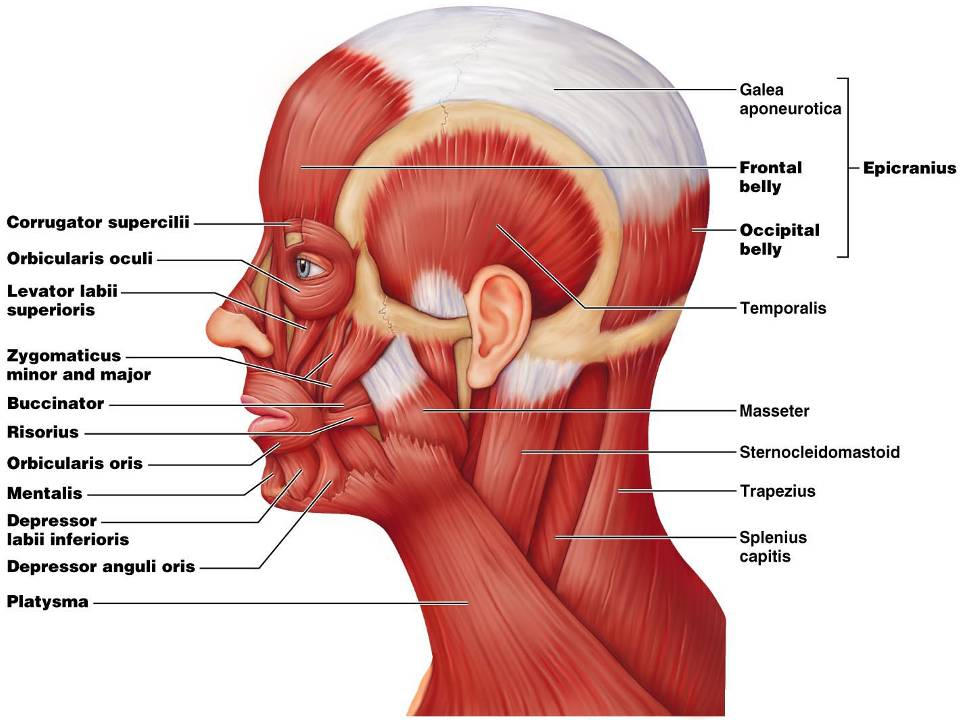 Corrugator supercilii
Orbicularis oculi
Levator labii
superioris
Zygomaticus
minor and major
Buccinator
Risorius
Orbicularis oris
Mentalis
Depressor
labii inferioris
Depressor anguli oris
Platysma
Galea
aponeurotica
Frontal
belly
Epicranius
Occipital
belly
Temporalis
Masseter
Sternocleidomastoid
Trapezius
Splenius
capitis